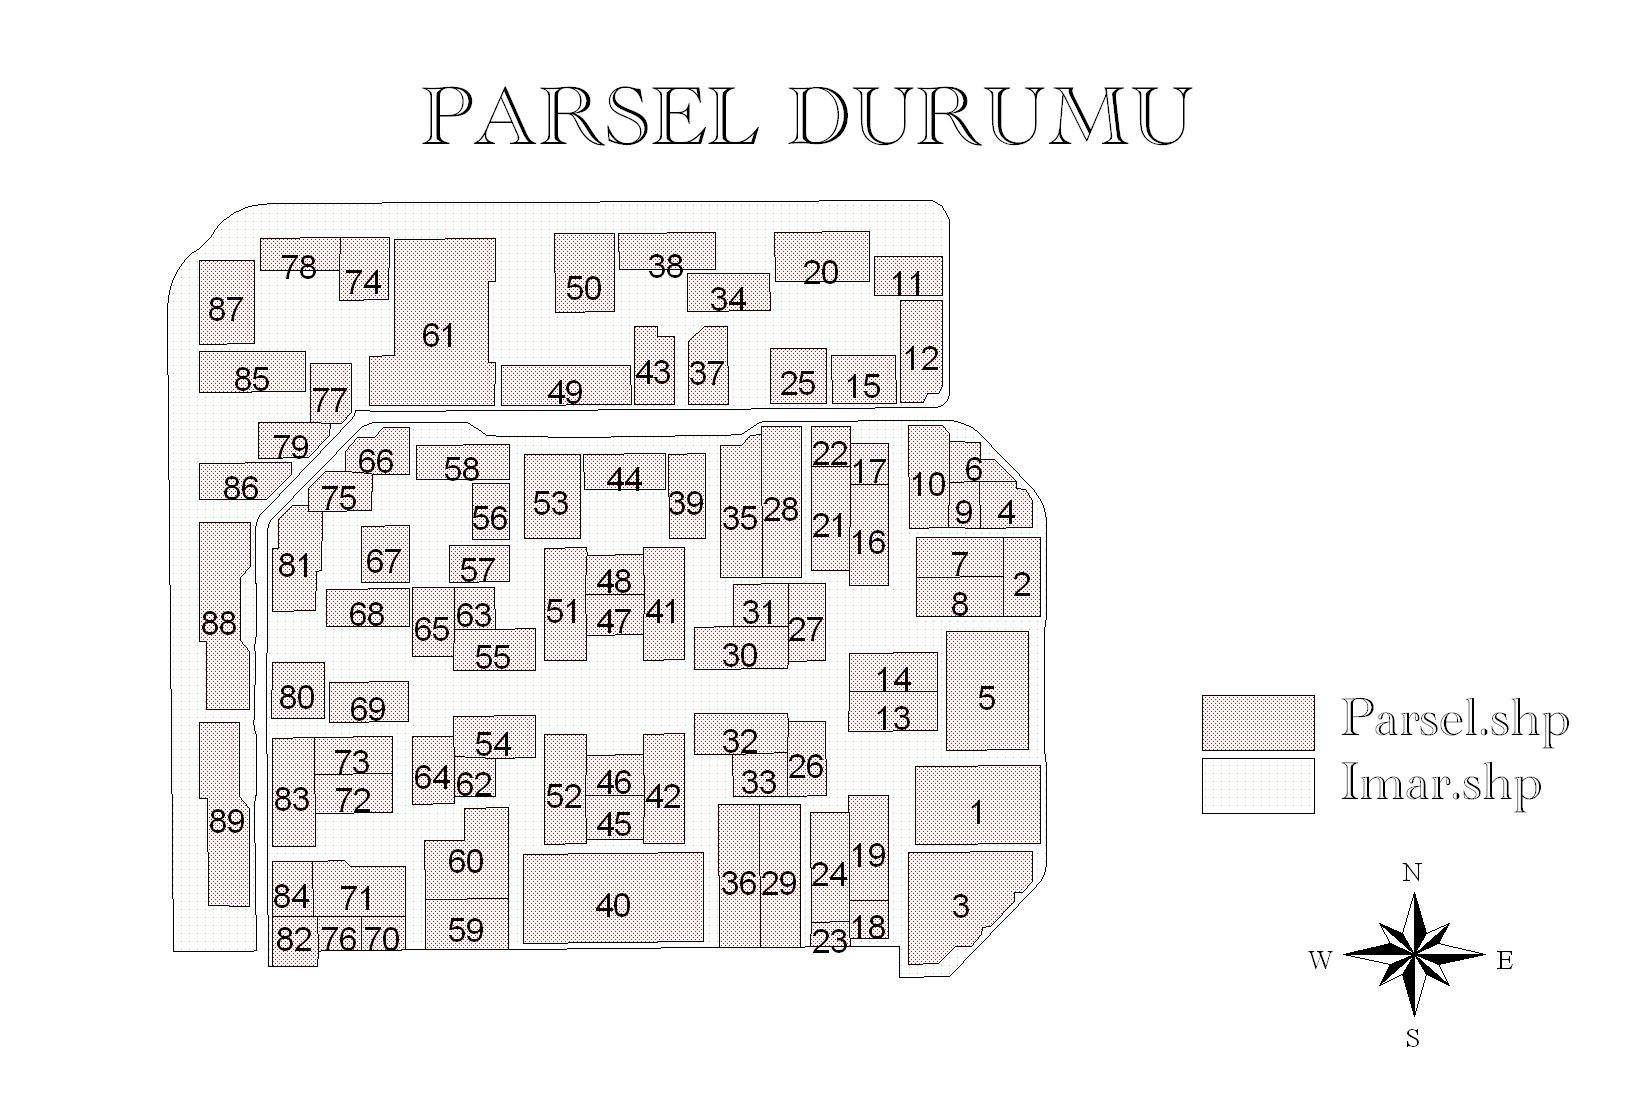 PARSEL DURUMU
78 74 87 61 50 38 34 20 11
85 77 49 43 37 25 15 12
79 86 66 75 58 56 53 44 39 35 28 22 17 21 16 10 6 9 4
81 67 57 68 65 63 55 51 48 47 41 31 30 27 7 8 2
88 80 69 14 13 5
73 72 83 64 54 62 52 46 45 42 32 33 26 1
89 84 71 60 40 36 29 24 19 3
82 76 70 59 23 18
Parsel.shp
Imar.shp
N
W E
S